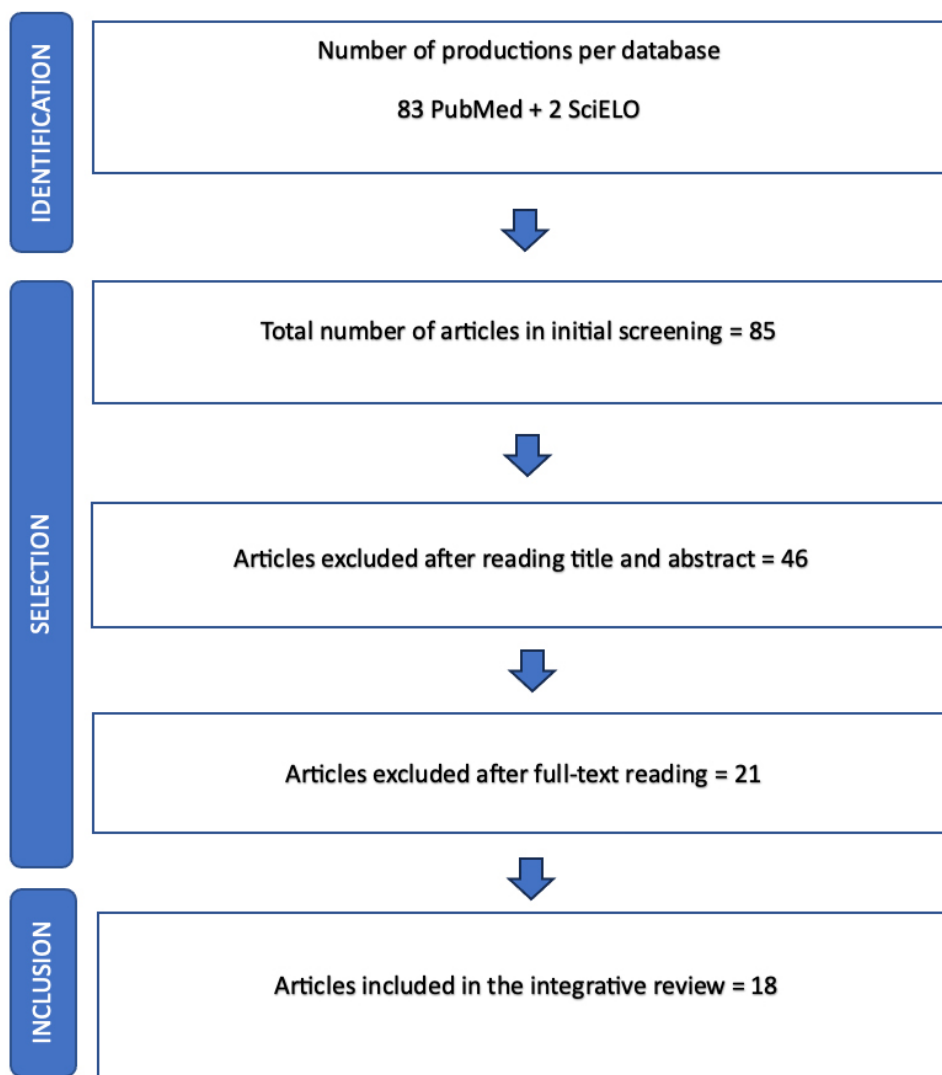 IDENTIFICATION
Number of productions per database
83 PubMed + 2 SciELO
SELECTION
Total number of articles in initial screening = 85
Articles excluded after reading title and abstract = 46
Articles excluded after full-text reading = 21
INCLUSION
Articles included in the integrative review = 18